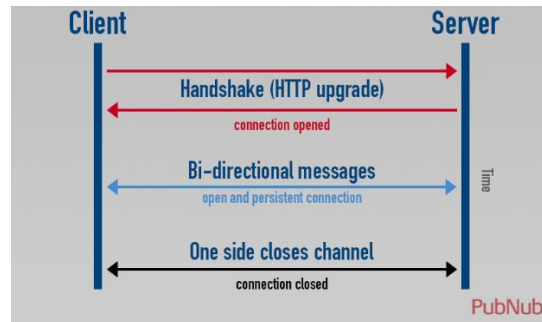 Client
Server
Handshake (HTTP upgrade)
connection opened
Bi-directional messages
open and persistent connection
Time
One side closes channel
connection closed
PubNub